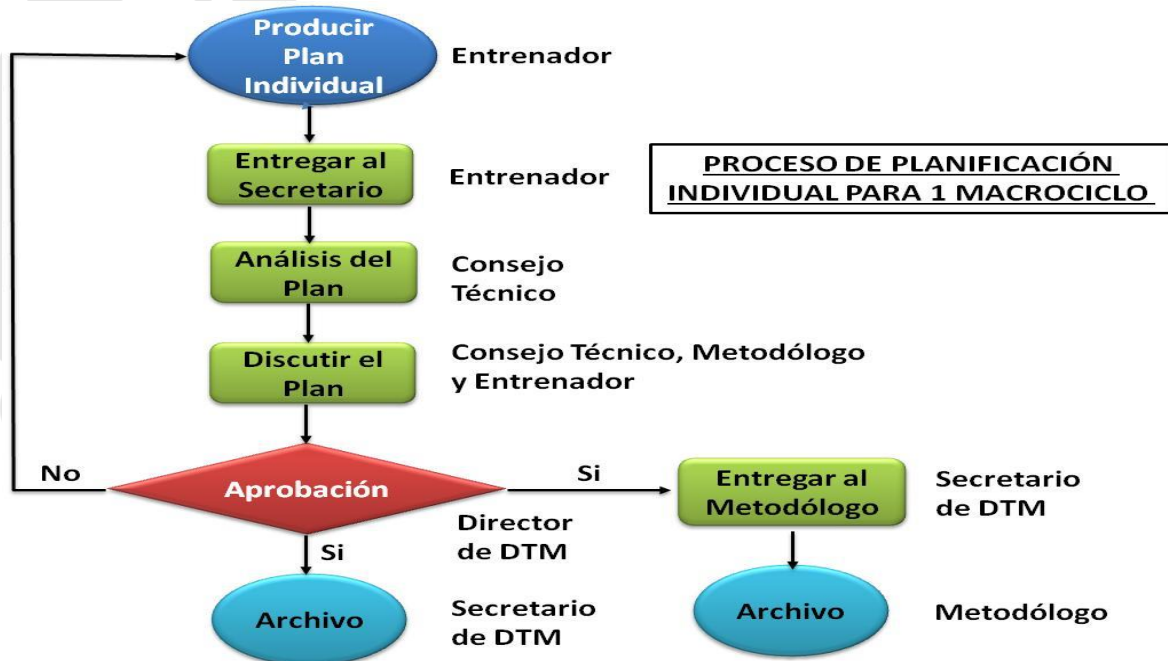 Producir
Plan
Individual
Entrenador
Entregar al
Secretario
Entrenador
PROCESO DE PLANIFICACIÓN
INDIVIDUAL PARA 1 MACROCICLO
Análisis del
Plan
Consejo
Técnico
Discutir el
Plan
Consejo Técnico, Metodólogo
y Entrenador
No
Aprobación
Si
Entregar al
Metodólogo
Secretario
de DTM
Director
de DTM
Si
Archivo
Secretario
de DTM
Archivo
Metodólogo